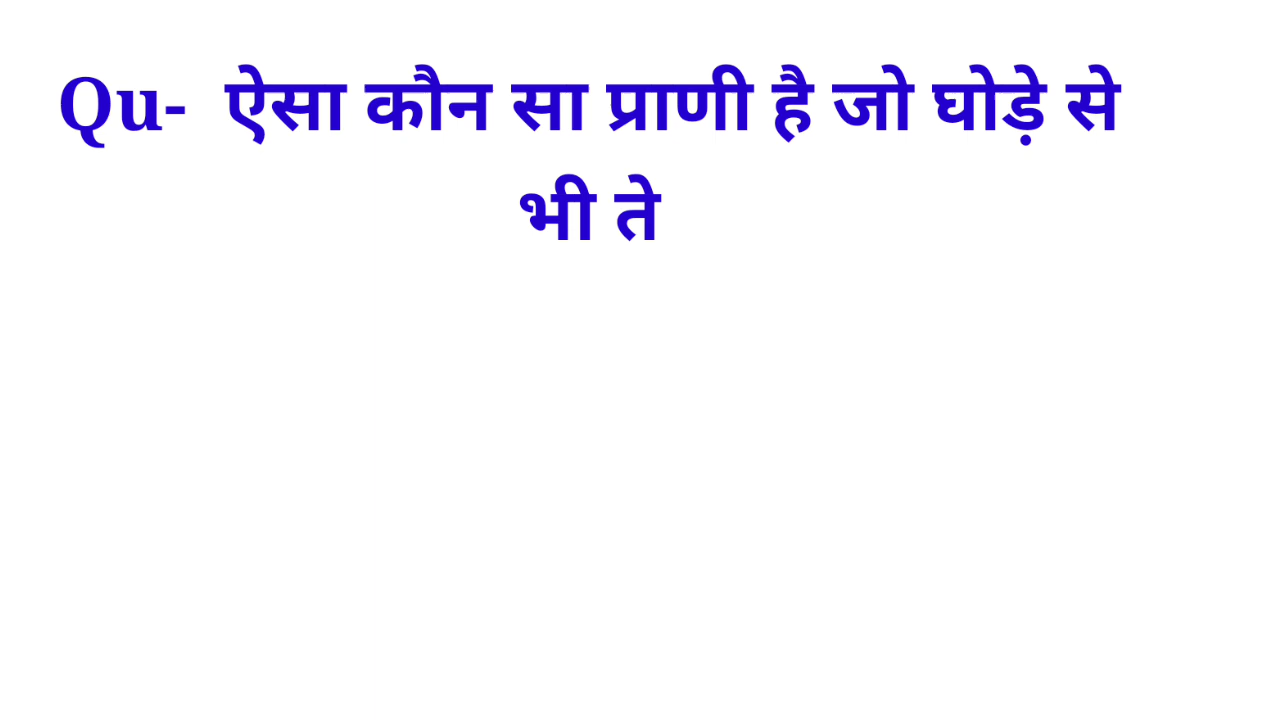 Qu- ऐसा कौन सा प्राणी है जो घोड़े से
भी ते